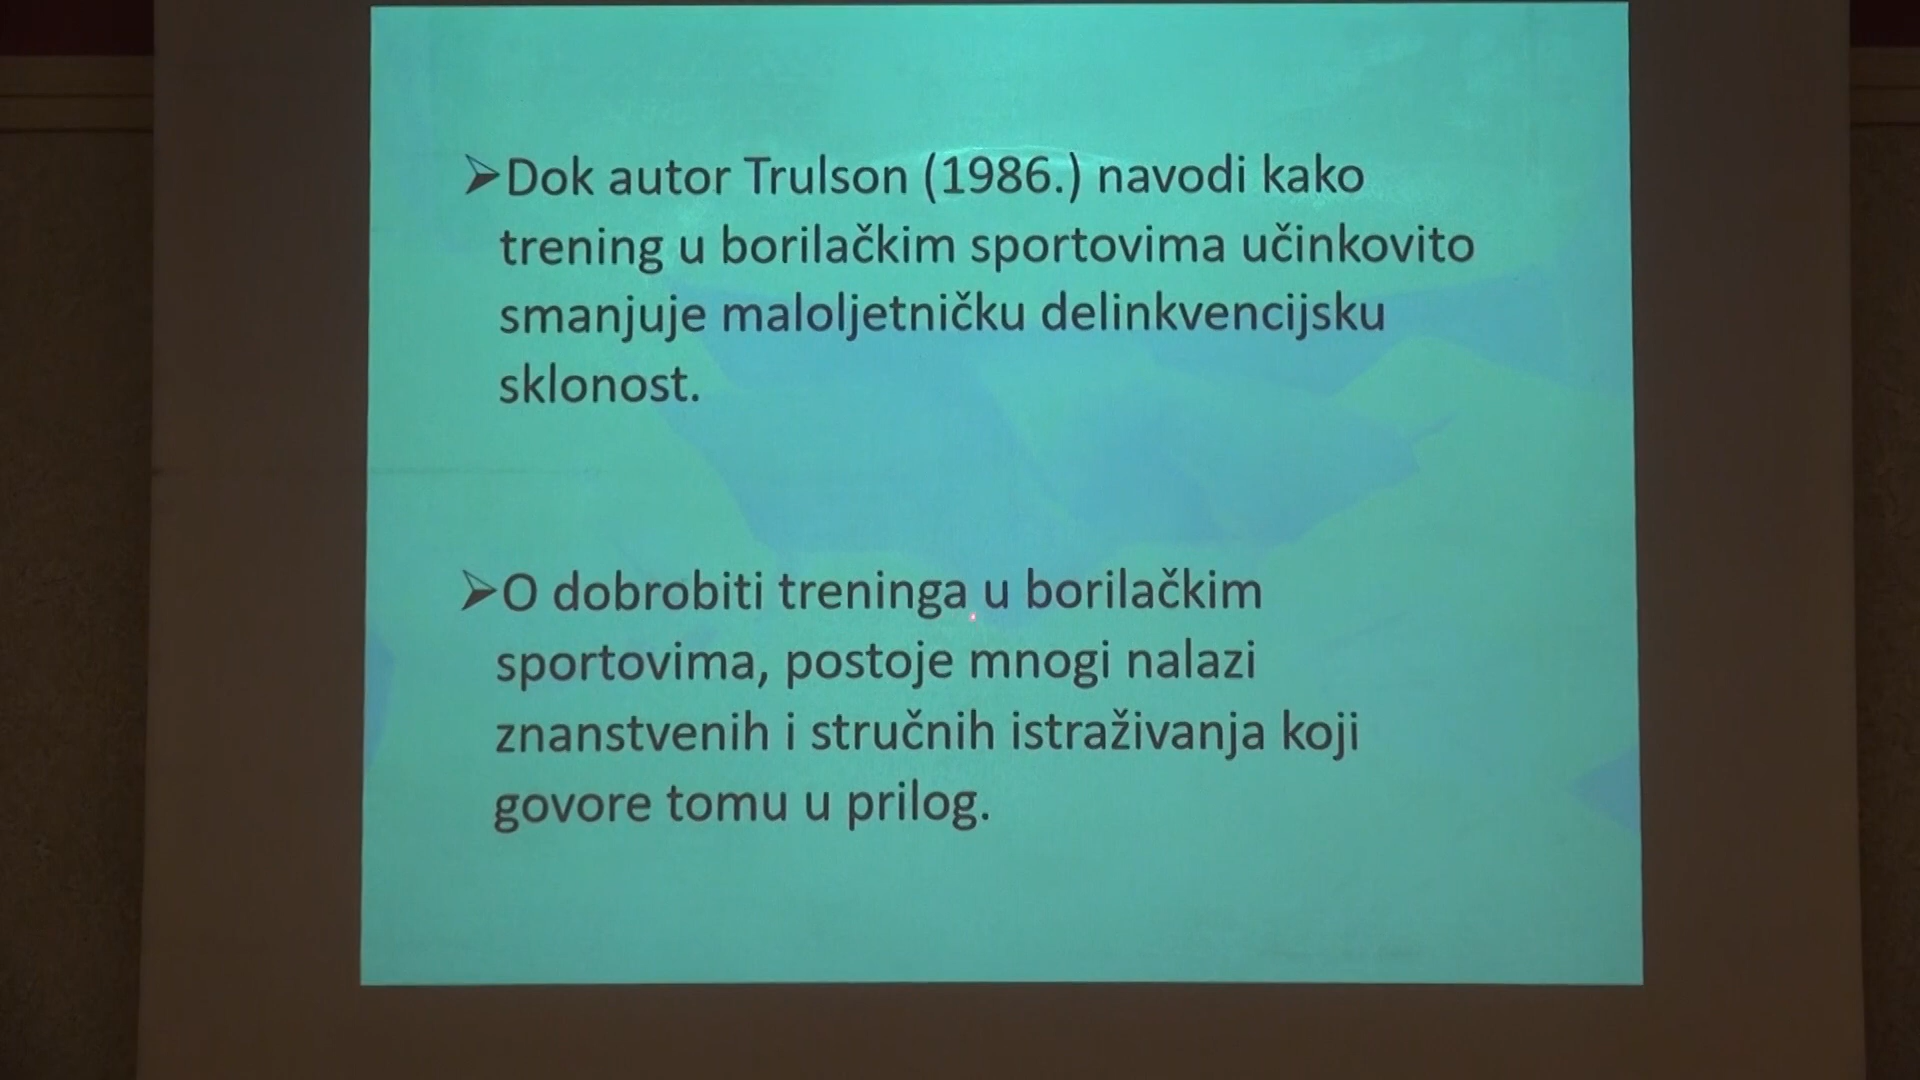 ➢Dok autor Trulson (1986.) navodi kako
trening u borilačkim sportovima učinkovito
smanjuje maloljetničku delinkvencijsku
sklonost.
➢O dobrobiti treninga u borilačkim
sportovima, postoje mnogi nalazi
znanstvenih i stručnih istraživanja koji
govore tomu u prilog.